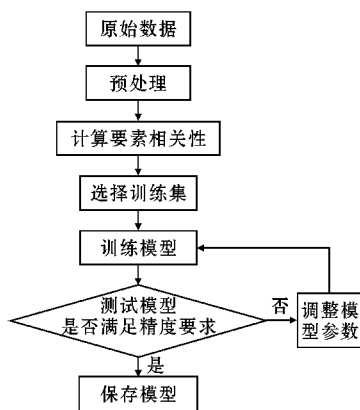 原始数据
预处理
计算要素相关性
选择训练集
训练模型
测试模型
是否满足精度要求
否
调整模
型参数
是
保存模型